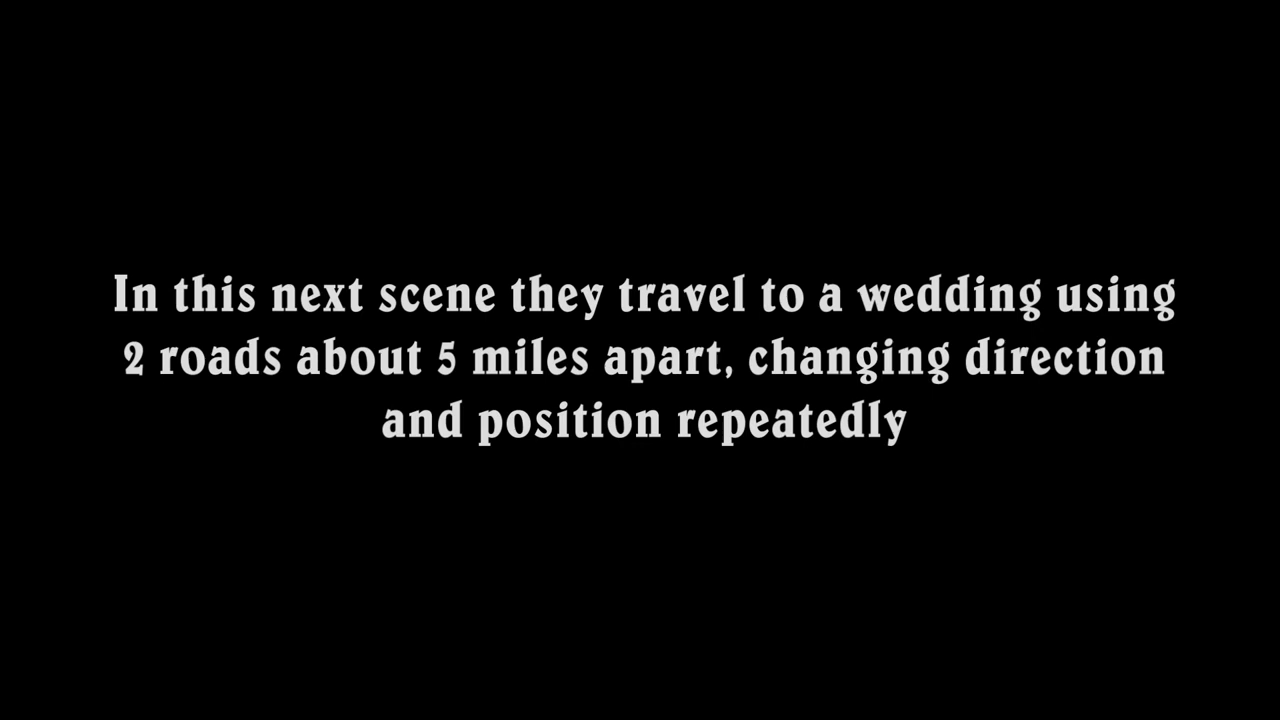 In this next scene they travel to a wedding using
2 roads about 5 miles apart, changing direction
and position repeatedly